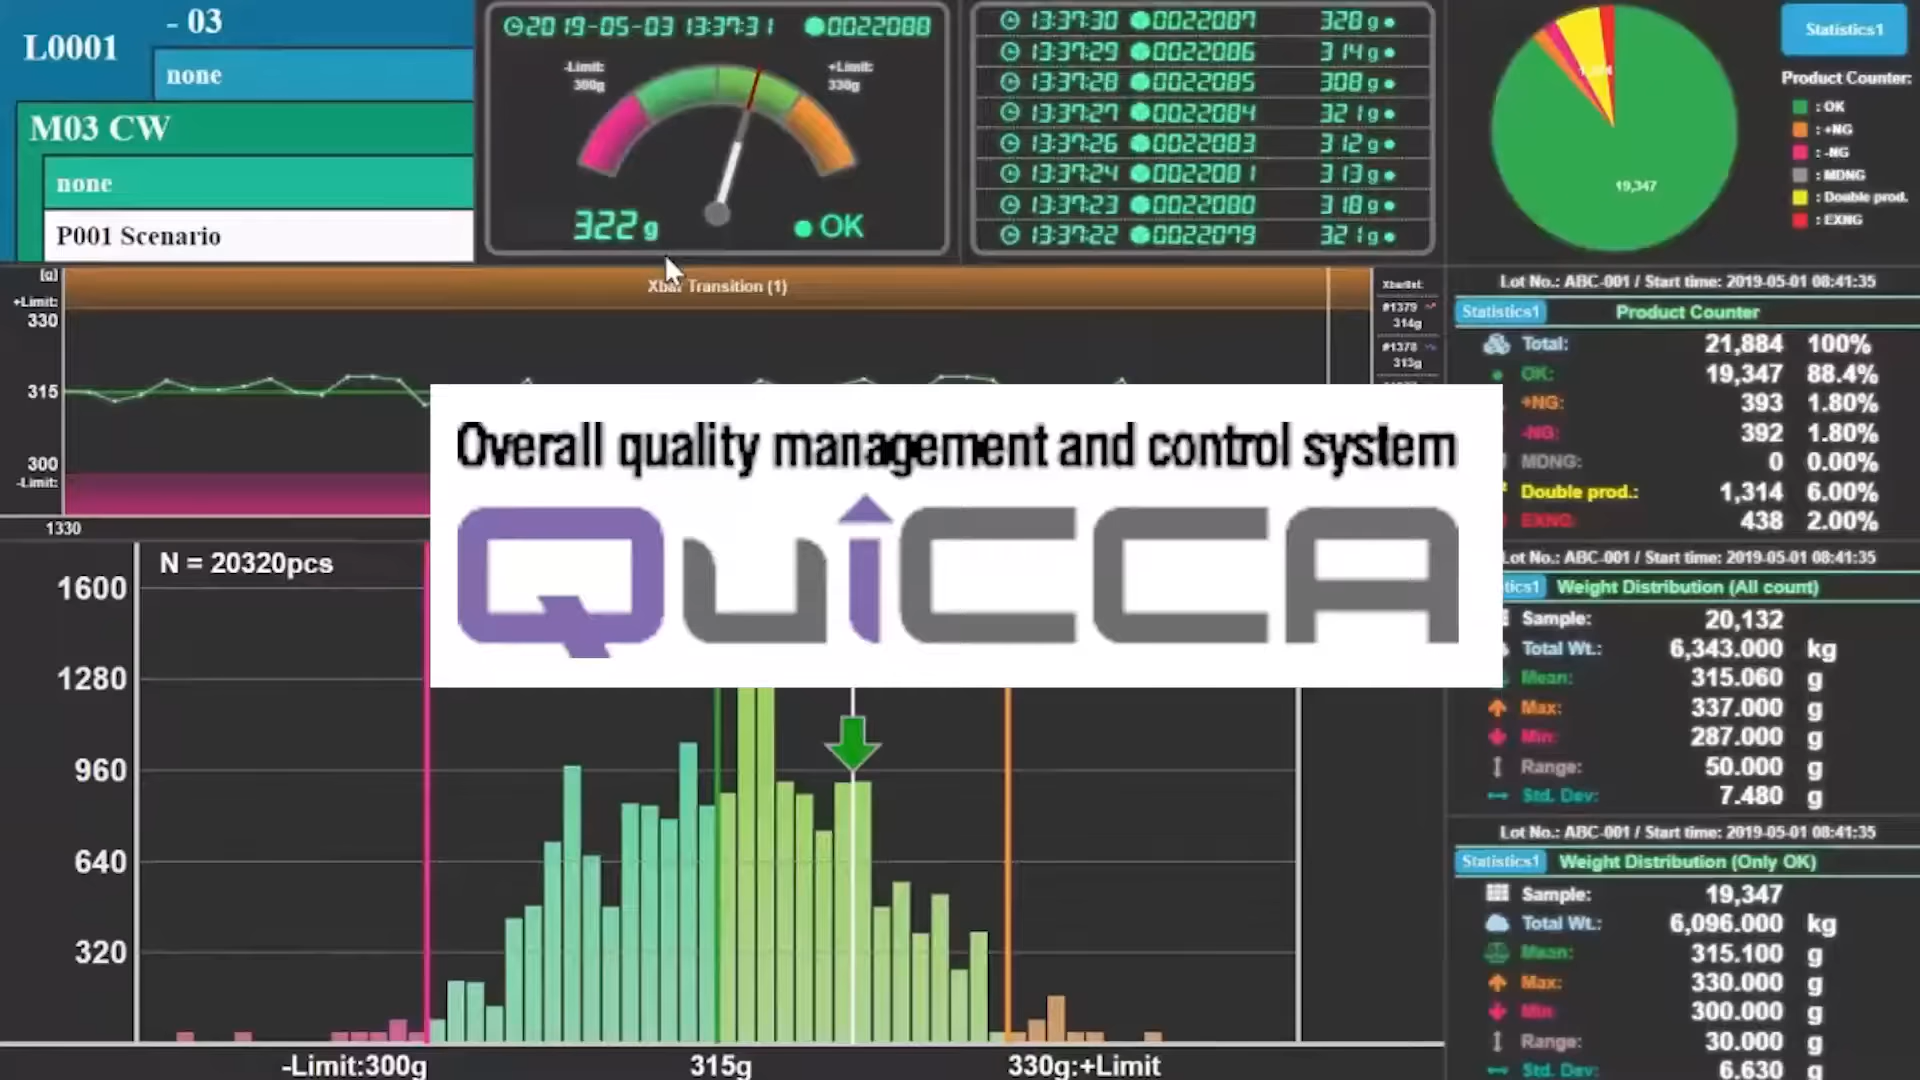 L0001
- 03
none
M03 CW
none
P001 Scenario
2019-05-03 13:37:31 0022088
-Limit:
300g
+Limit:
330g
322 g
OK
13:37:30 0022087 328 g
13:37:29 0022086 314 g
13:37:28 0022085 308 g
13:37:27 0022084 321 g
13:37:26 0022083 312 g
13:37:24 0022081 313 g
13:37:23 0022080 318 g
13:37:22 0022079 321 g
19,347
Statistics1
Product Counter:
: OK
: +NG
: -NG
: MDNG
: Double prod.
: EXNG
[g]
+Limit:
330
315
300
-Limit:
1330
Transition (1)
#1379
314g
#1378
313g
Overall quality management and control system
QuiCCA
N = 20320pcs
1600
1280
960
640
320
-Limit:300g
315g
330g:+Limit
Lot No.: ABC-001 / Start time: 2019-05-01 08:41:35
Statistics1 Product Counter
Total: 21,884 100%
OK: 19,347 88.4%
+NG: 393 1.80%
-NG: 392 1.80%
MDNG: 0 0.00%
Double prod.: 1,314 6.00%
EXNG: 438 2.00%
Lot No.: ABC-001 / Start time: 2019-05-01 08:41:35
tics1 Weight Distribution (All count)
Sample: 20,132
Total Wt.: 6,343.000 kg
Mean: 315.060 g
Max: 337.000 g
Min: 287.000 g
Range: 50.000 g
Std. Dev: 7.480 g
Lot No.: ABC-001 / Start time: 2019-05-01 08:41:35
Statistics1 Weight Distribution (Only OK)
Sample: 19,347
Total Wt.: 6,096.000 kg
Mean: 315.100 g
Max: 330.000 g
Min: 300.000 g
Range: 30.000 g
Std. Dev: 6.630 g